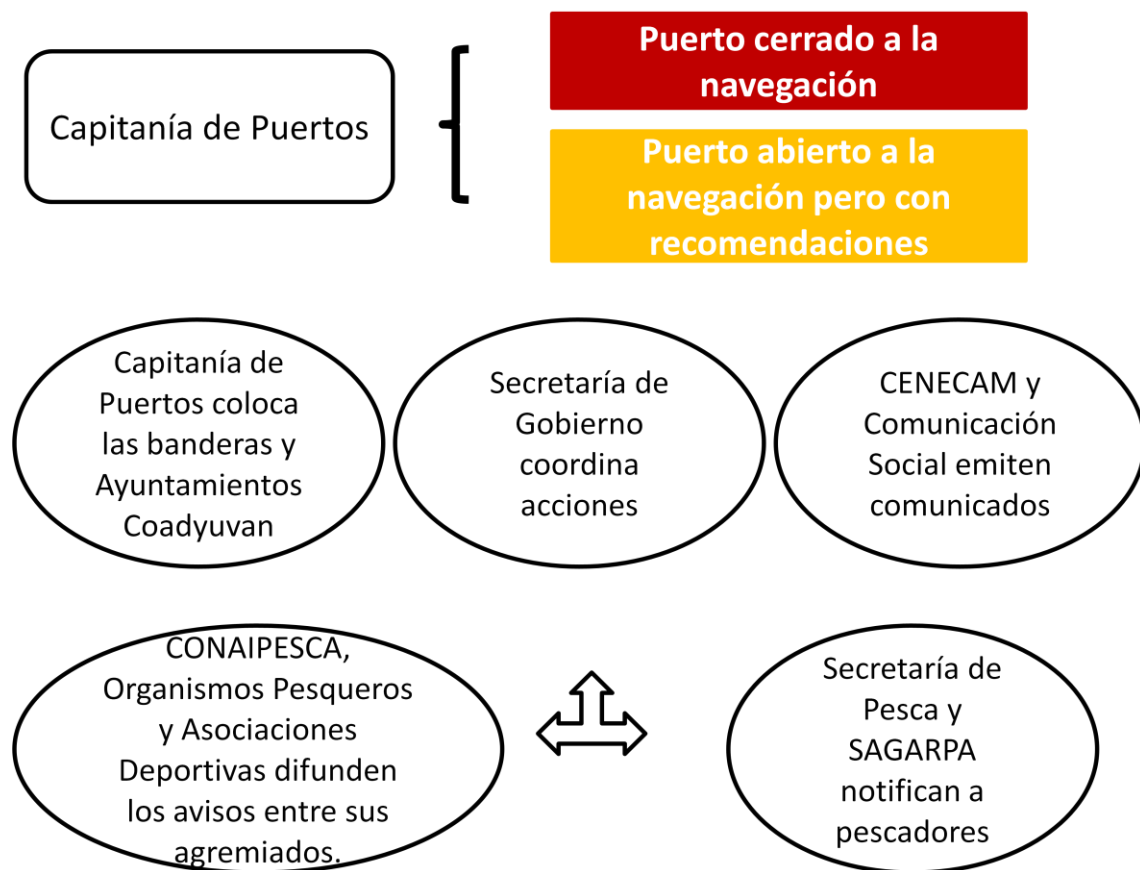 Capitanía de Puertos
Puerto cerrado a la
navegación
Puerto abierto a la
navegación pero con
recomendaciones
Capitanía de
Puertos coloca
las banderas y
Ayuntamientos
Coadyuvan
Secretaría de
Gobierno
coordina
acciones
CENECAM y
Comunicación
Social emiten
comunicados
CONAIPESCA,
Organismos Pesqueros
y Asociaciones
Deportivas difunden
los avisos entre sus
agremiados.
Secretaría de
Pesca y
SAGARPA
notifican a
pescadores